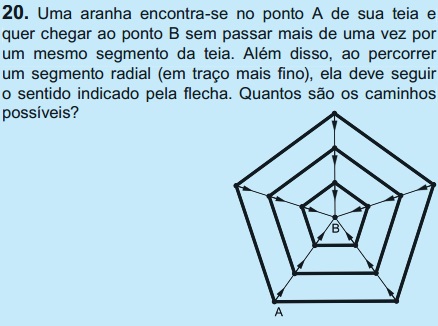 20. Uma aranha encontra-se no ponto A de sua teia e
quer chegar ao ponto B sem passar mais de uma vez por
um mesmo segmento da teia. Além disso, ao percorrer
um segmento radial (em traço mais fino), ela deve seguir
o sentido indicado pela flecha. Quantos são os caminhos
possíveis?
B
A